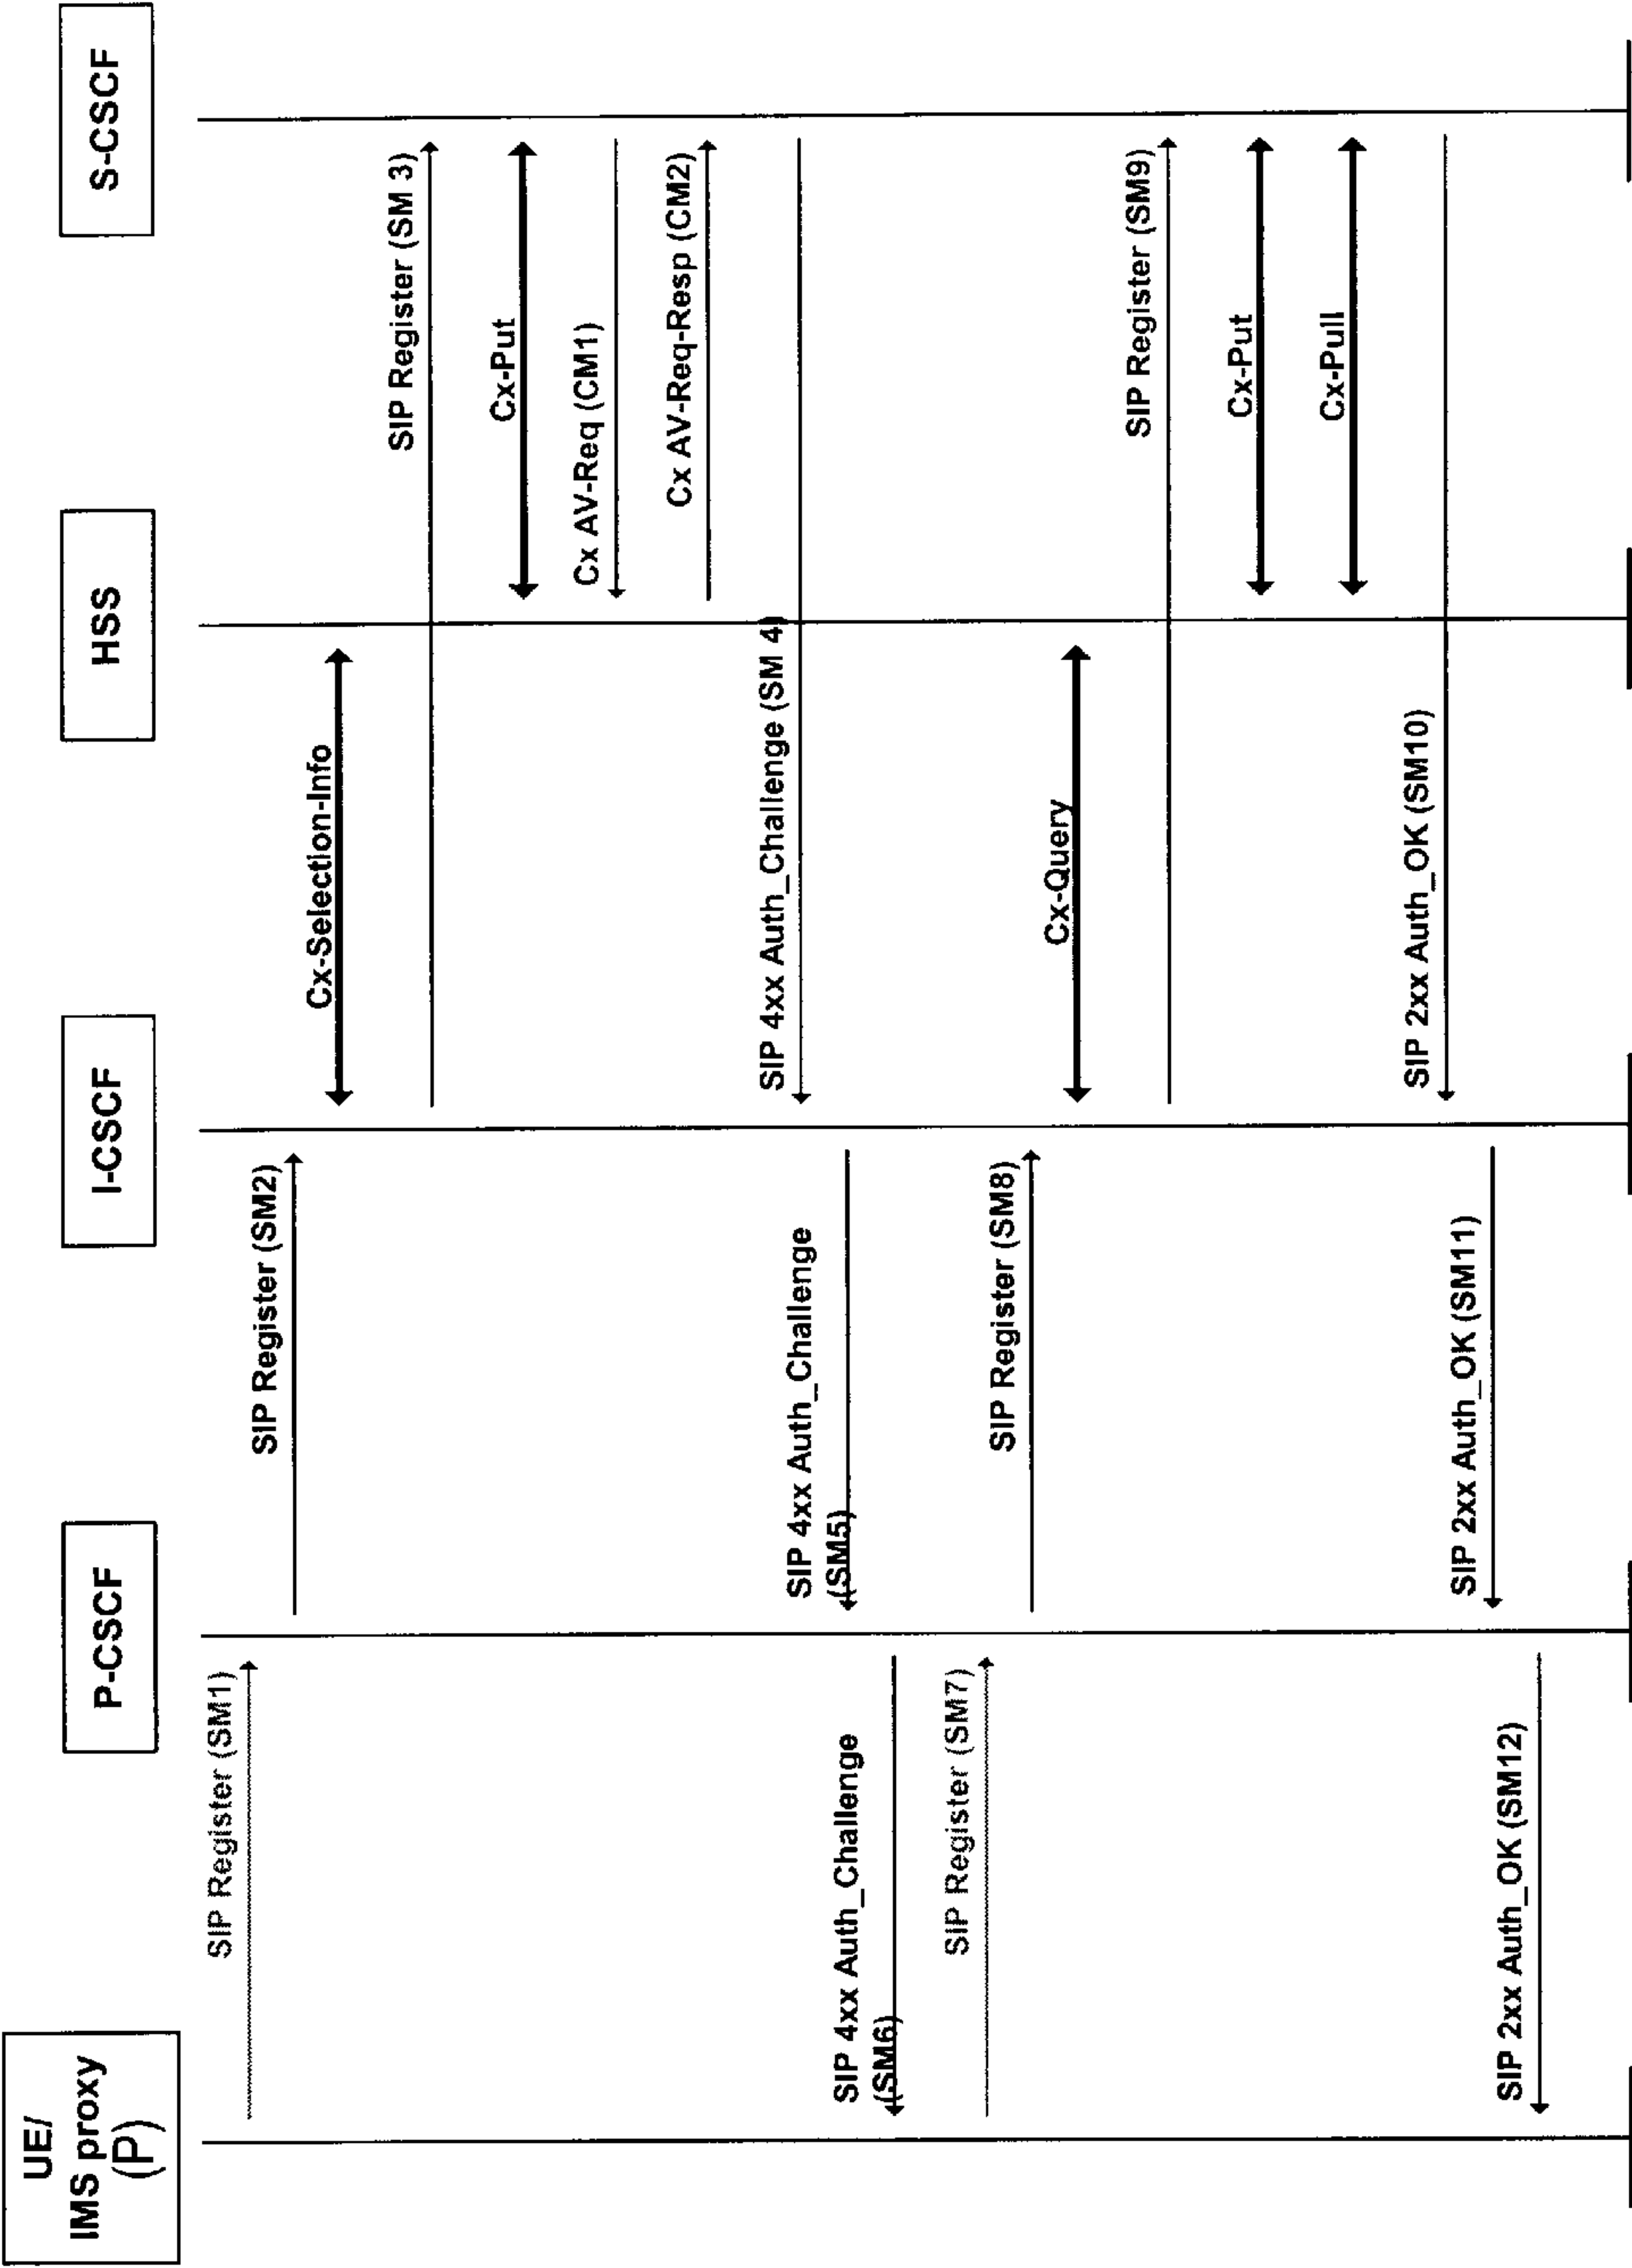 UE/
IMS proxy
(P)
P-CSCF
I-CSCF
HSS
S-CSCF
SIP Register (SM1)
SIP Register (SM2)
Cx-Selection-Info
SIP Register (SM 3)
Cx-Put
Cx AV-Req (CM1)
Cx AV-Req-Resp (CM2)
SIP 4xx Auth_Challenge (SM 4)
SIP 4xx Auth_Challenge
(SM5)
SIP 4xx Auth_Challenge
(SM6)
SIP Register (SM7)
SIP Register (SM8)
Cx-Query
SIP Register (SM9)
Cx-Put
Cx-Pull
SIP 2xx Auth_OK (SM10)
SIP 2xx Auth_OK (SM11)
SIP 2xx Auth_OK (SM12)